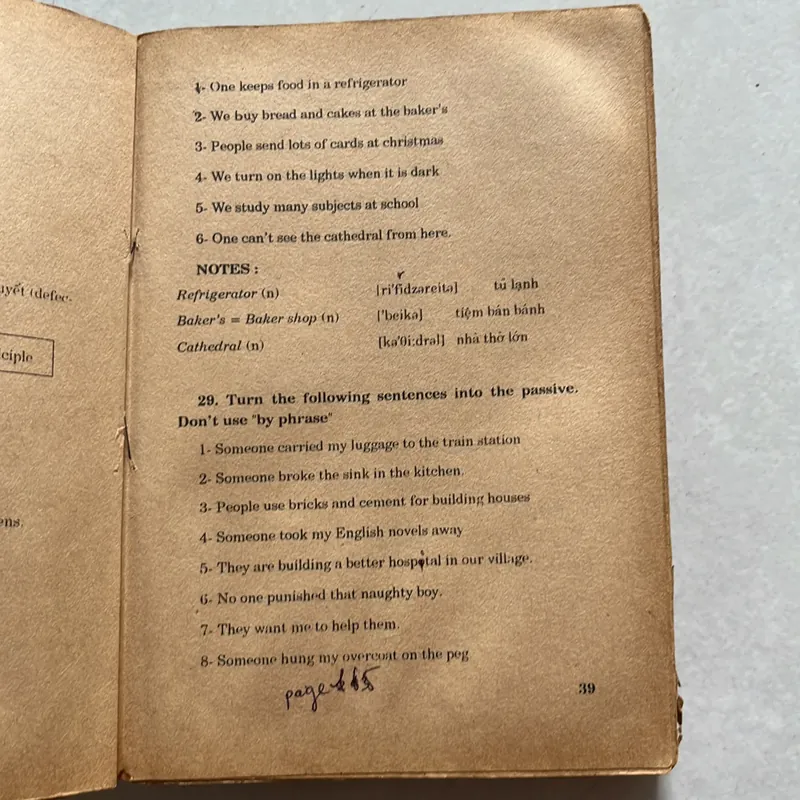 1- One keeps food in a refrigerator
2- We buy bread and cakes at the baker's
3- People send lots of cards at christmas
4- We turn on the lights when it is dark
5- We study many subjects at school
6- One can't see the cathedral from here.
NOTES :
r
Refrigerator (n) [ri'fidzəreitə] tủ lạnh
Baker's = Baker shop (n) ['beikə] tiệm bán bánh
Cathedral (n) [kə'θi:drəl] nhà thờ lớn
29. Turn the following sentences into the passive.
Don't use "by phrase"
1- Someone carried my luggage to the train station
2- Someone broke the sink in the kitchen.
3- People use bricks and cement for building houses
4- Someone took my English novels away
5- They are building a better hospital in our village.
6- No one punished that naughty boy.
7- They want me to help them.
8- Someone hung my overcoat on the peg
page
39
uyết (defec-
ciple
ens.